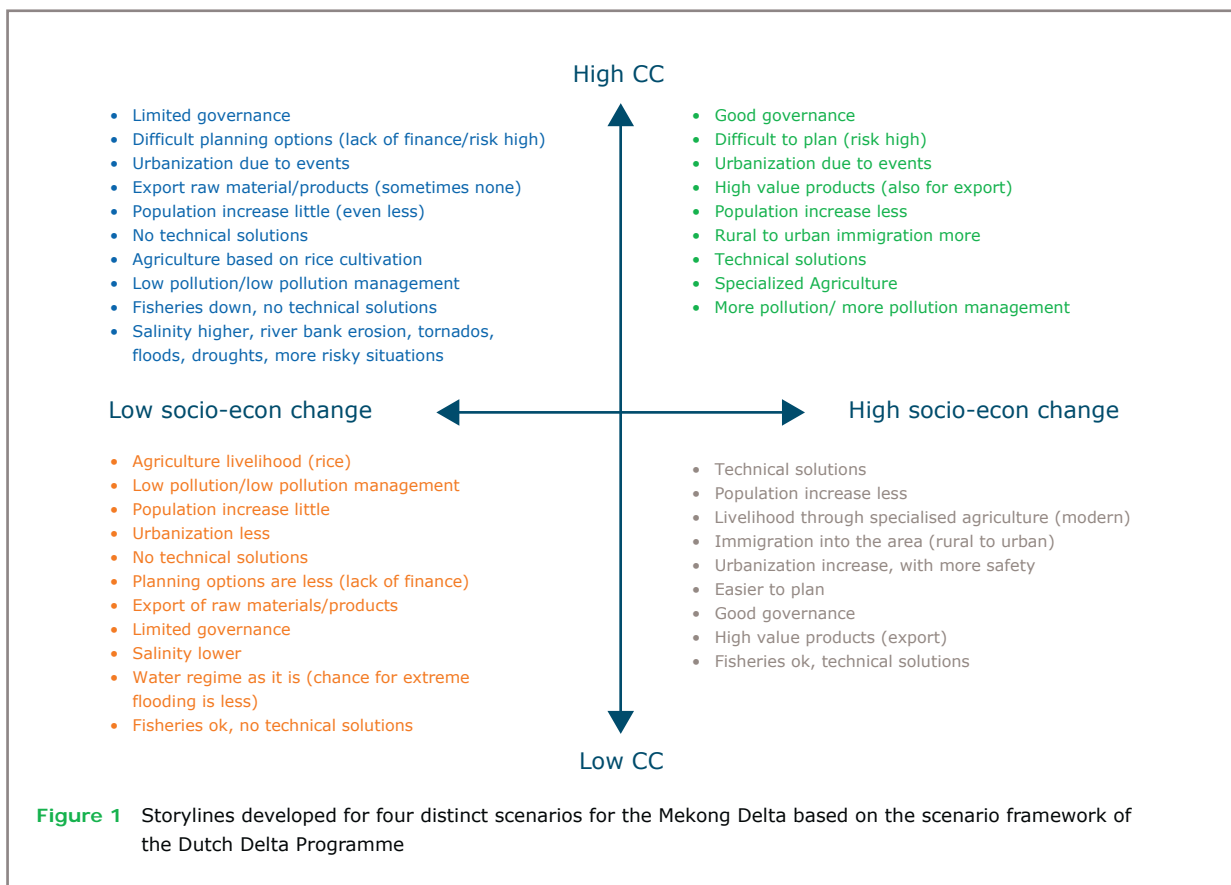 High CC
• Limited governance
• Difficult planning options (lack of finance/risk high)
• Urbanization due to events
• Export raw material/products (sometimes none)
• Population increase little (even less)
• No technical solutions
• Agriculture based on rice cultivation
• Low pollution/low pollution management
• Fisheries down, no technical solutions
• Salinity higher, river bank erosion, tornados,
floods, droughts, more risky situations
• Good governance
• Difficult to plan (risk high)
• Urbanization due to events
• High value products (also for export)
• Population increase less
• Rural to urban immigration more
• Technical solutions
• Specialized Agriculture
• More pollution/ more pollution management
Low socio-econ change
High socio-econ change
• Agriculture livelihood (rice)
• Low pollution/low pollution management
• Population increase little
• Urbanization less
• No technical solutions
• Planning options are less (lack of finance)
• Export of raw materials/products
• Limited governance
• Salinity lower
• Water regime as it is (chance for extreme
flooding is less)
• Fisheries ok, no technical solutions
• Technical solutions
• Population increase less
• Livelihood through specialised agriculture (modern)
• Immigration into the area (rural to urban)
• Urbanization increase, with more safety
• Easier to plan
• Good governance
• High value products (export)
• Fisheries ok, technical solutions
Low CC
Figure 1 Storylines developed for four distinct scenarios for the Mekong Delta based on the scenario framework of
the Dutch Delta Programme